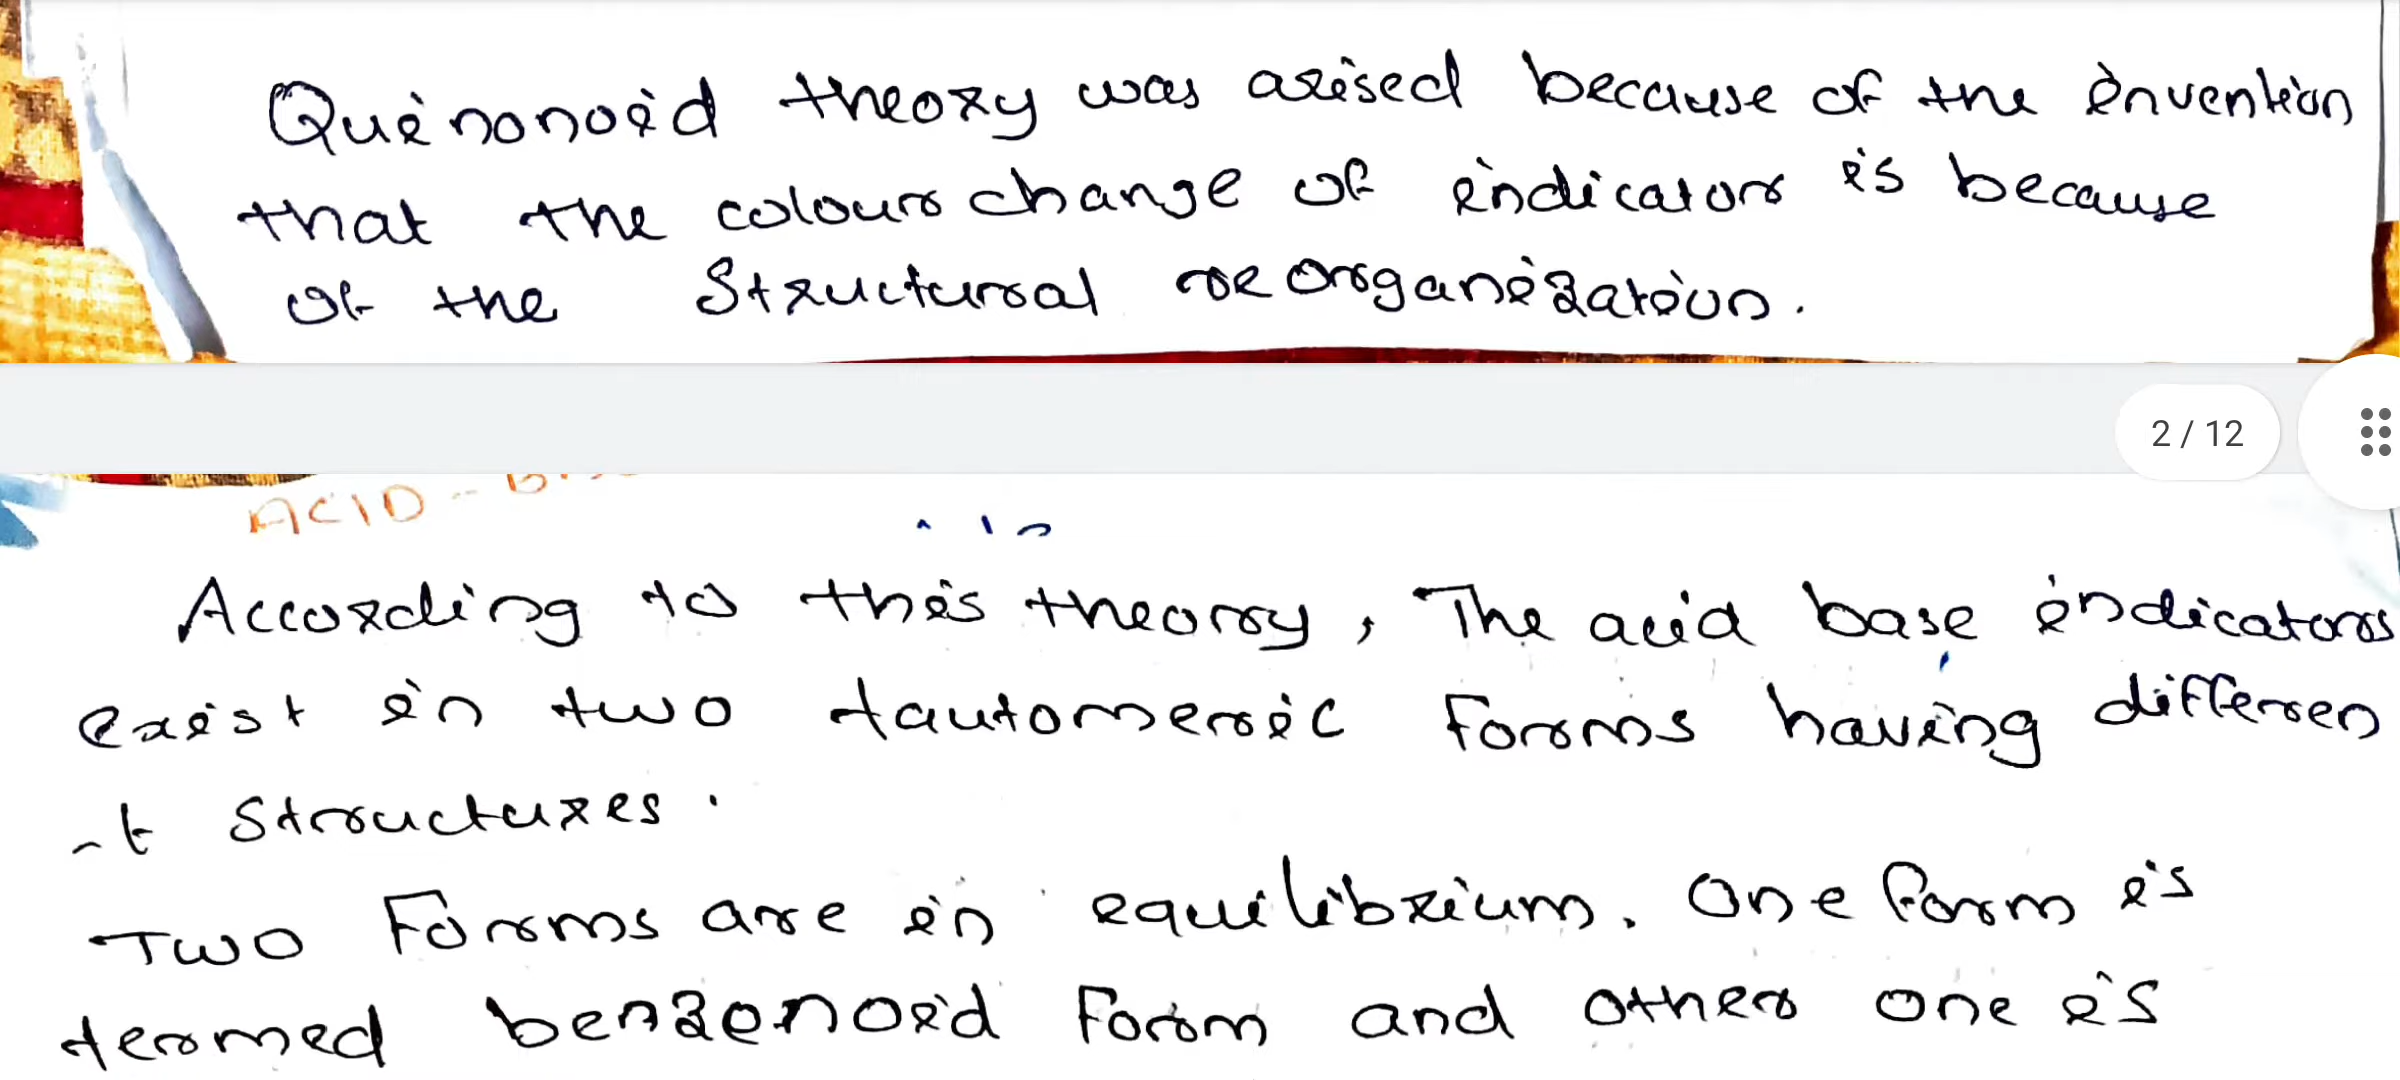 Quinonoid theory was arised because of the invention
that the colour change of indicator is because
of the Structural reorganization.
2 / 12
ACID -
According to this theory, The acid base indicators
exist in two tautomeric forms having differen
-t structures.
Two Forms are in equilibrium. One form is
termed benzenoid form and other one is